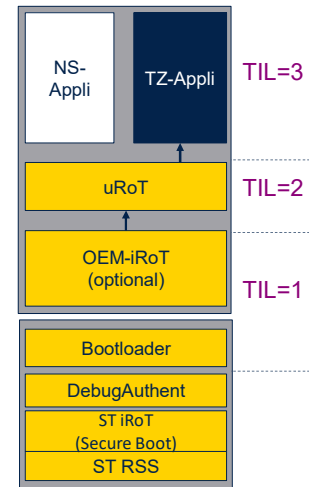 NS-
Appli
TZ-Appli
TIL=3
uRoT
TIL=2
OEM-iRoT
(optional)
TIL=1
Bootloader
DebugAuthent
ST iRoT
(Secure Boot)
ST RSS